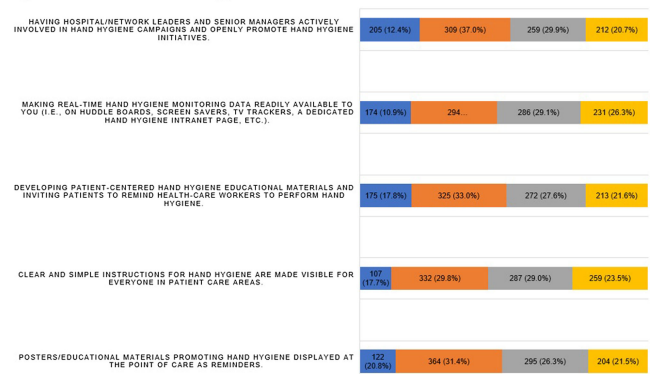 HAVING HOSPITAL/NETWORK LEADERS AND SENIOR MANAGERS ACTIVELY
INVOLVED IN HAND HYGIENE CAMPAIGNS AND OPENLY PROMOTE HAND HYGIENE
INITIATIVES.
205 (12.4%) 309 (37.0%) 259 (29.9%) 212 (20.7%)
MAKING REAL-TIME HAND HYGIENE MONITORING DATA READILY AVAILABLE TO
YOU (I.E., ON HUDDLE BOARDS, SCREEN SAVERS, TV TRACKERS, A DEDICATED
HAND HYGIENE INTRANET PAGE, ETC.).
174 (10.9%) 294... 286 (29.1%) 231 (26.3%)
DEVELOPING PATIENT-CENTERED HAND HYGIENE EDUCATIONAL MATERIALS AND
INVITING PATIENTS TO REMIND HEALTH-CARE WORKERS TO PERFORM HAND
HYGIENE.
175 (17.8%) 325 (33.0%) 272 (27.6%) 213 (21.6%)
CLEAR AND SIMPLE INSTRUCTIONS FOR HAND HYGIENE ARE MADE VISIBLE FOR
EVERYONE IN PATIENT CARE AREAS.
107
(17.7%) 332 (29.8%) 287 (29.0%) 259 (23.5%)
POSTERS/EDUCATIONAL MATERIALS PROMOTING HAND HYGIENE DISPLAYED AT
THE POINT OF CARE AS REMINDERS.
122
(20.8%) 364 (31.4%) 295 (26.3%) 204 (21.5%)